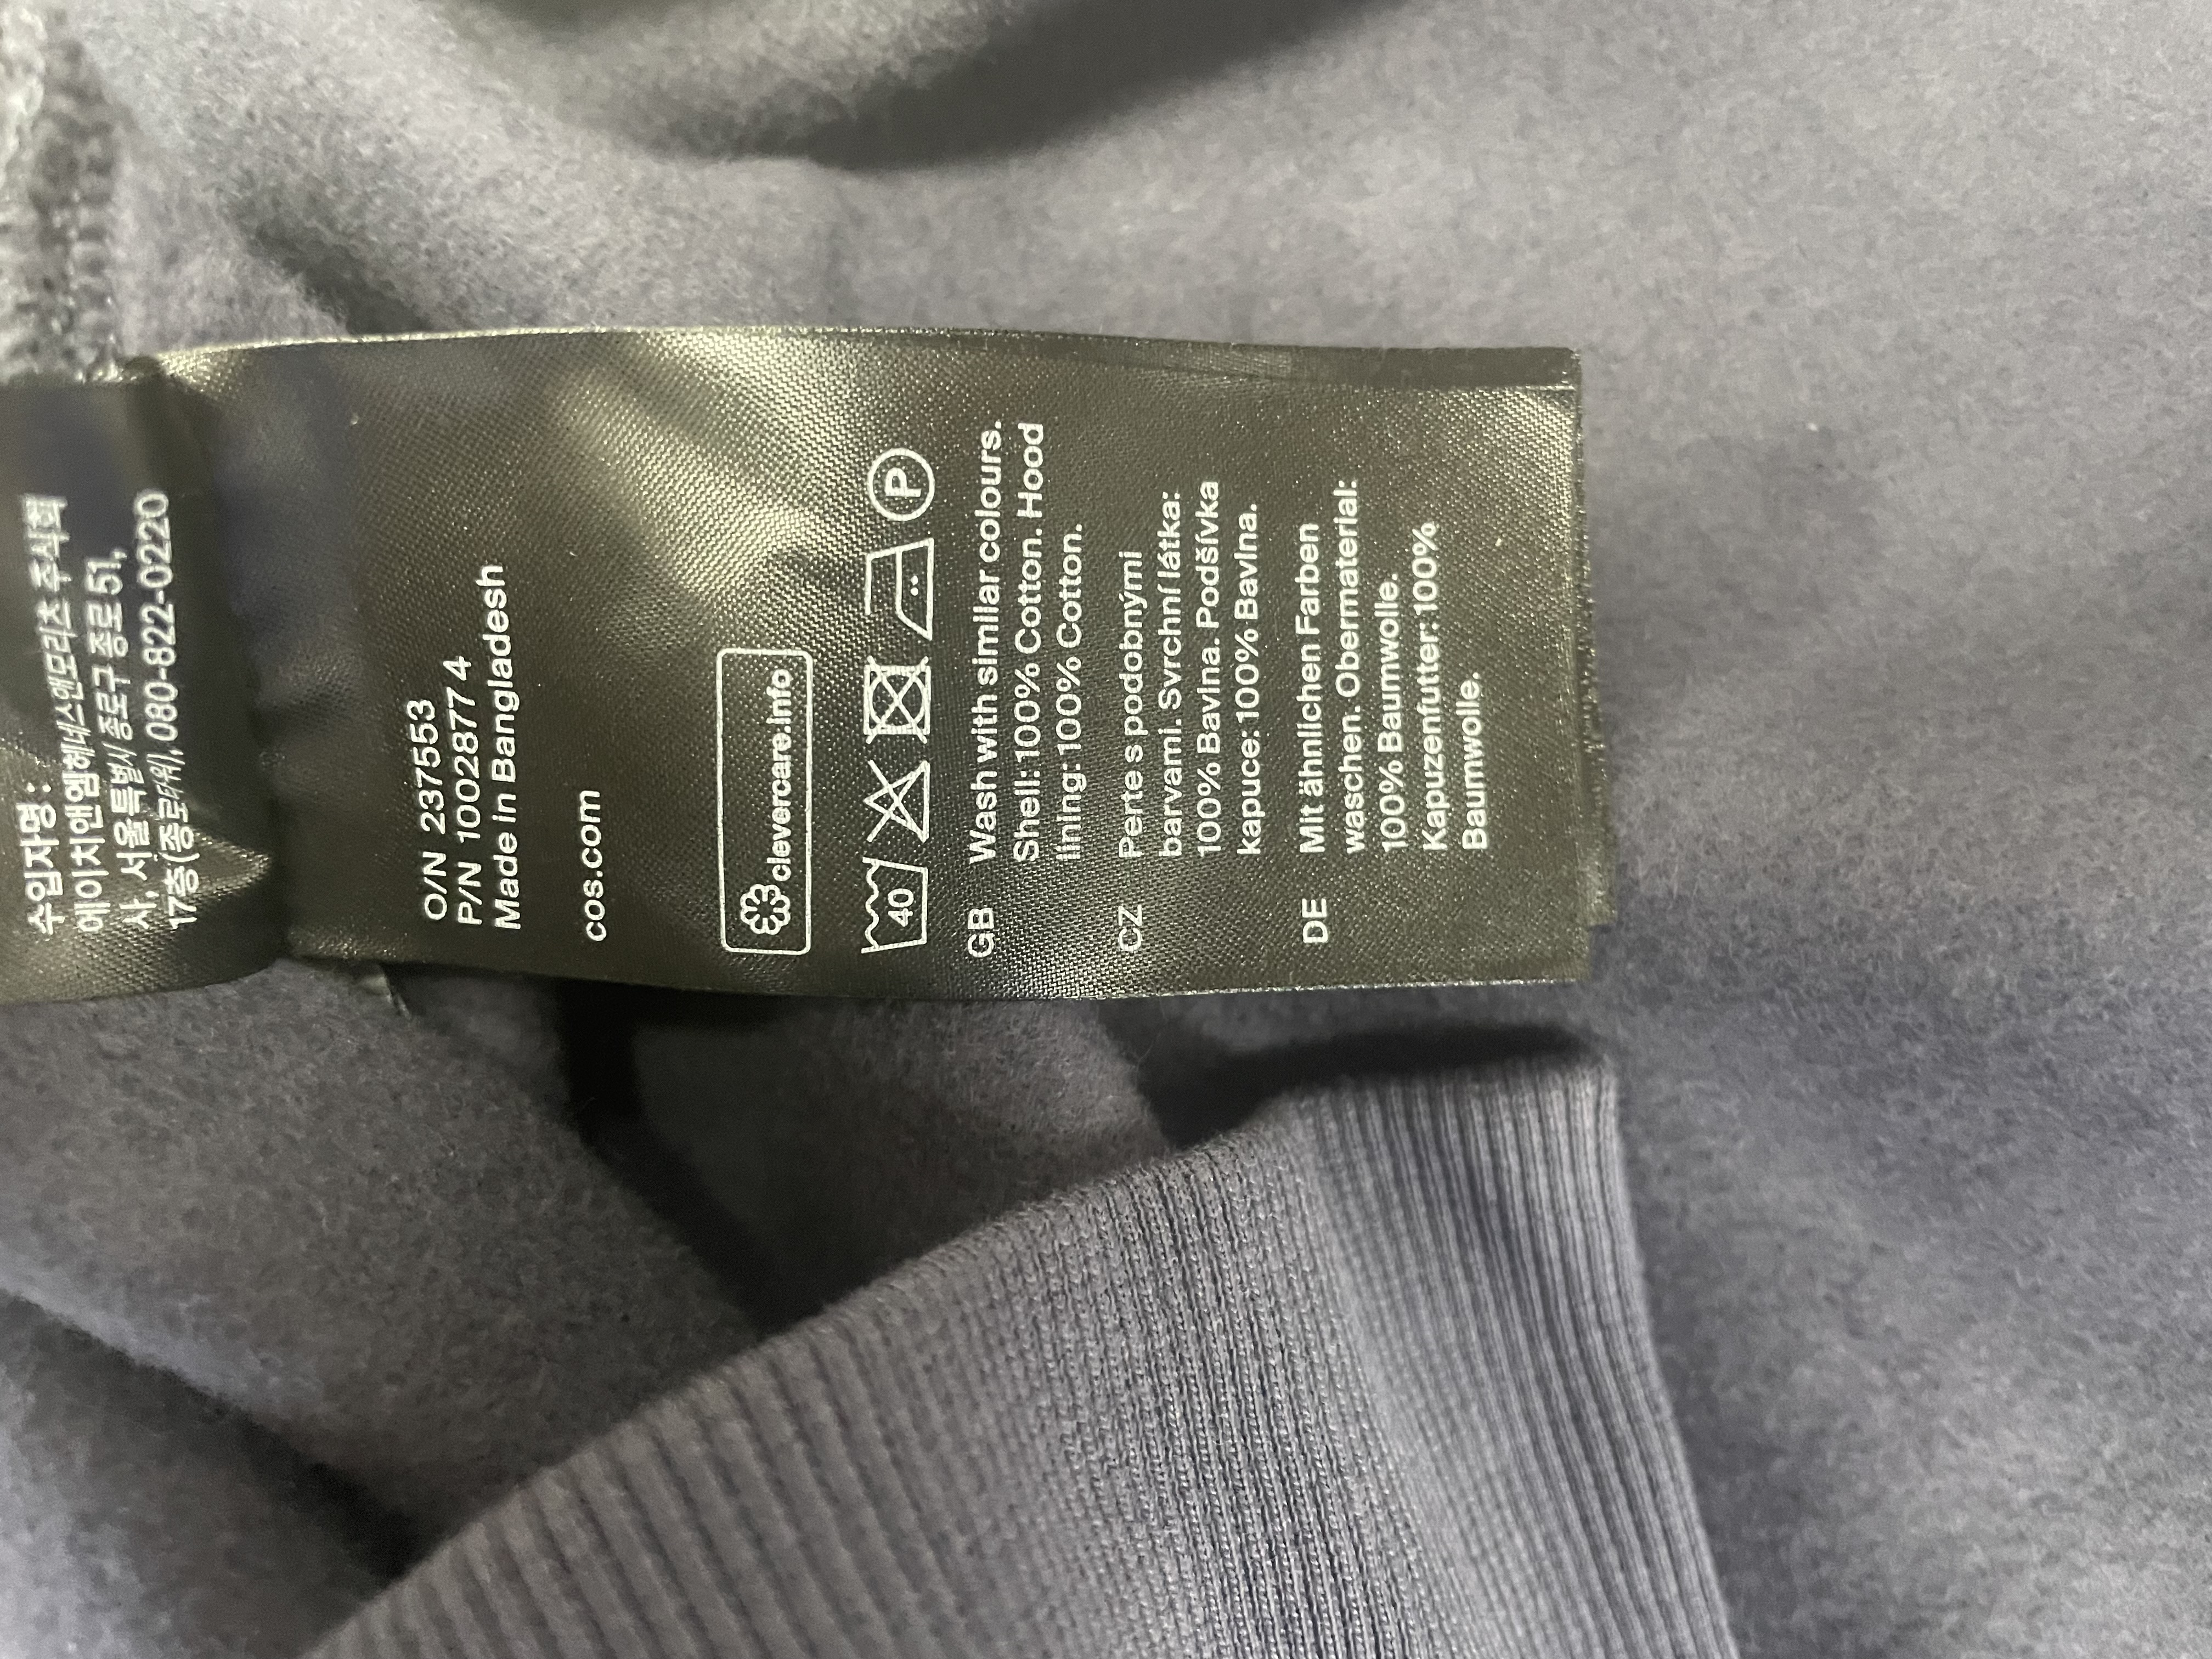 수입자명 :
에이치앤엠헤네스앤모리츠 주식회
사, 서울특별시 종로구 종로 51,
17층(종로타워), 080-822-0220
O/N 237553
P/N 10028774
Made in Bangladesh
cos.com
clevercare.info
40
P
GB Wash with similar colours.
Shell: 100% Cotton. Hood
lining: 100% Cotton.
CZ Perte s podobnými
barvami. Svrchní látka:
100% Bavlna. Podšívka
kapuce: 100% Bavlna.
DE Mit ähnlichen Farben
waschen. Obermaterial:
100% Baumwolle.
Kapuzenfutter: 100%
Baumwolle.